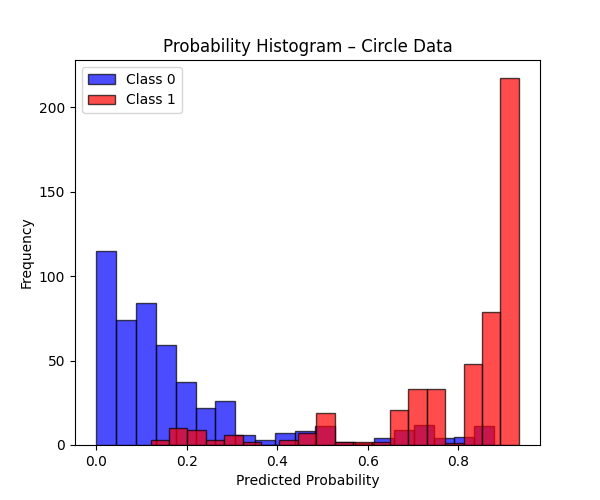 Probability Histogram – Circle Data
Class 0
Class 1
200
150
100
50
0
Frequency
0.0 0.2 0.4 0.6 0.8
Predicted Probability